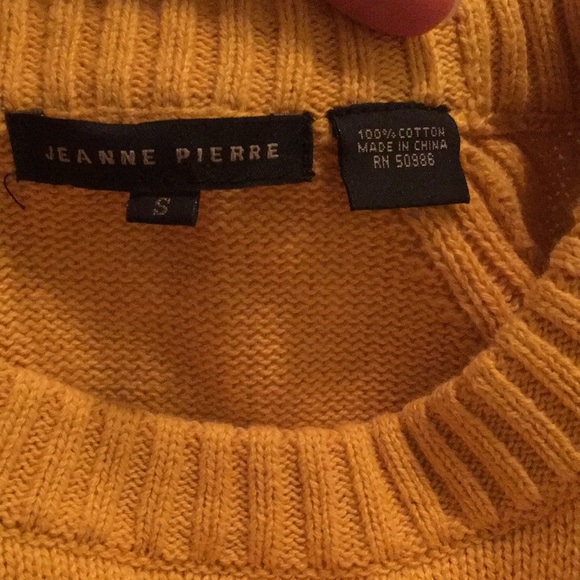 JEANNE PIERRE
S
100% COTTON
MADE IN CHINA
RN 50986